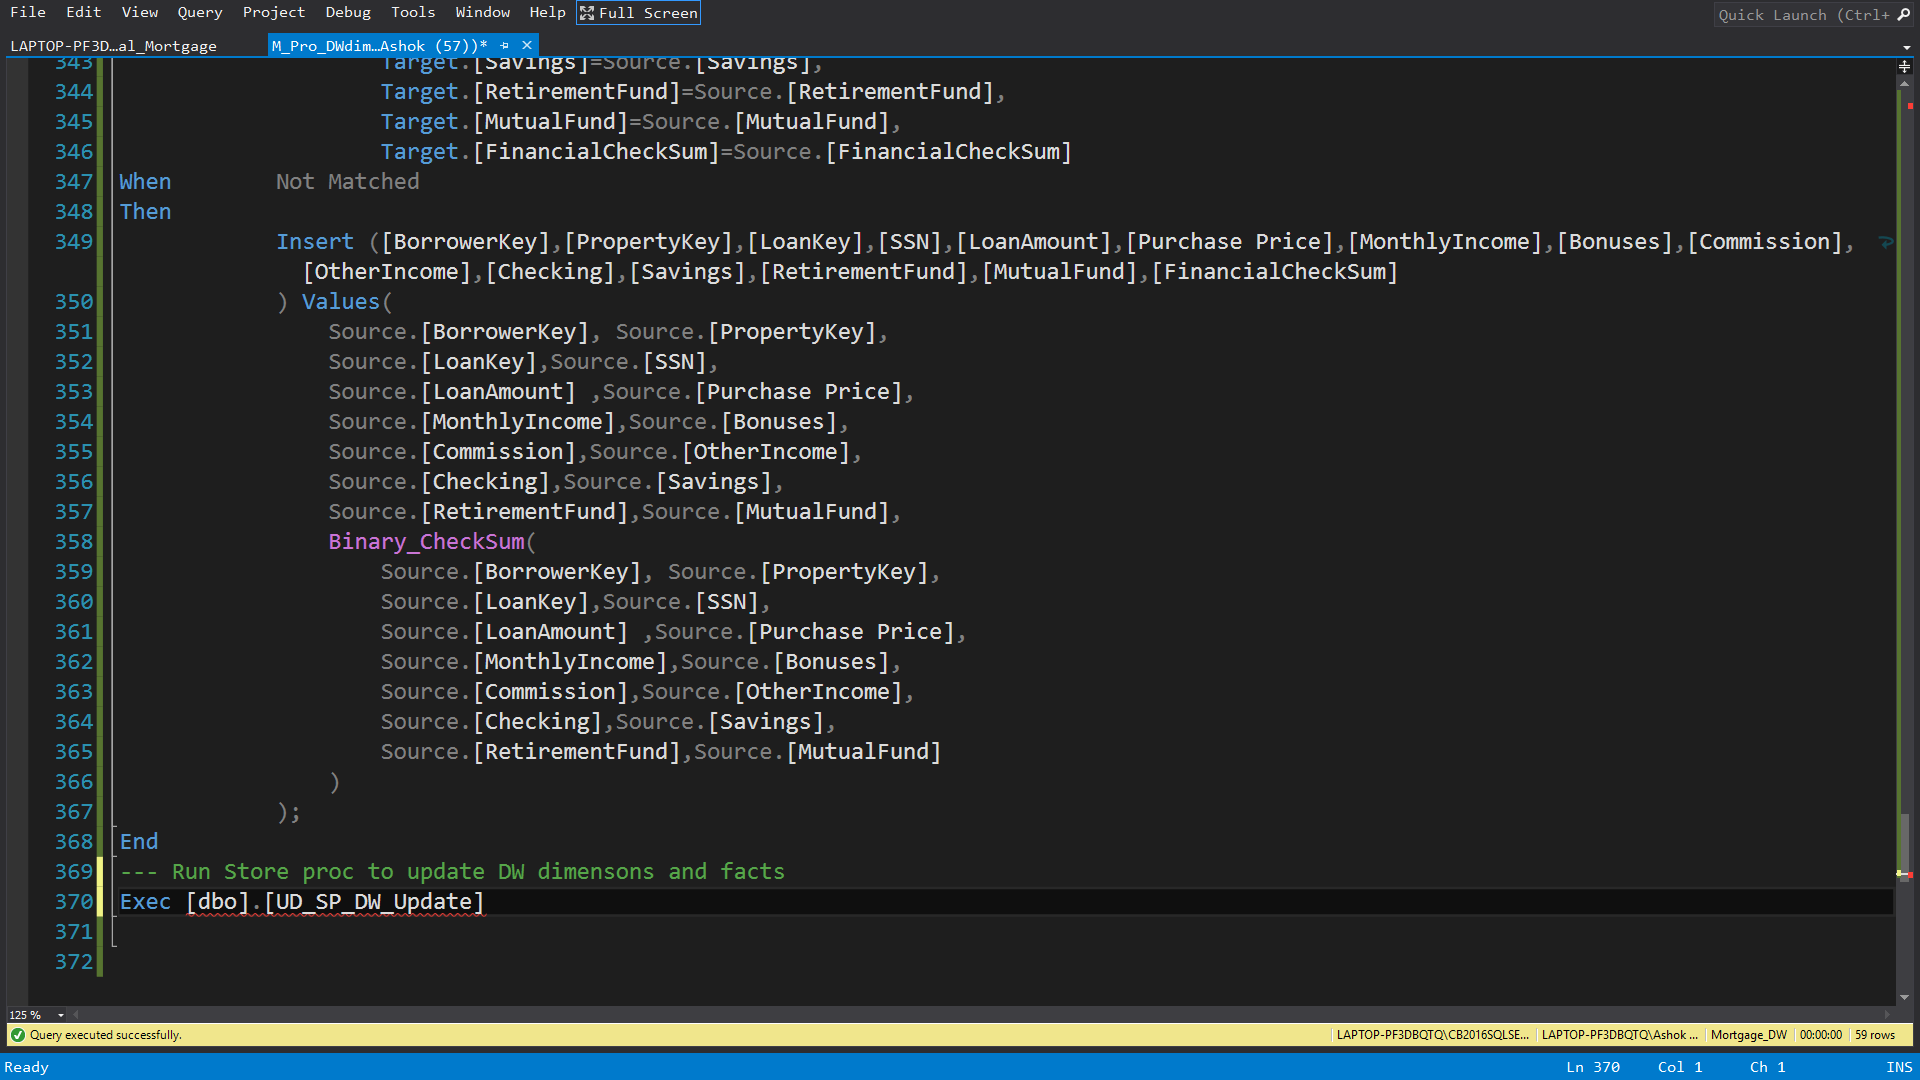 File Edit View Query Project Debug Tools Window Help Full Screen
Quick Launch (Ctrl+
LAPTOP-PF3D...al_Mortgage
M_Pro_DWdim...Ashok (57))*
343 Target.[Savings]=Source.[Savings],
344 Target.[RetirementFund]=Source.[RetirementFund],
345 Target.[MutualFund]=Source.[MutualFund],
346 Target.[FinancialCheckSum]=Source.[FinancialCheckSum]
347 When Not Matched
348 Then
349 Insert ([BorrowerKey],[PropertyKey],[LoanKey],[SSN],[LoanAmount],[Purchase Price],[MonthlyIncome],[Bonuses],[Commission],
[OtherIncome],[Checking],[Savings],[RetirementFund],[MutualFund],[FinancialCheckSum]
350 ) Values(
351 Source.[BorrowerKey], Source.[PropertyKey],
352 Source.[LoanKey],Source.[SSN],
353 Source.[LoanAmount] ,Source.[Purchase Price],
354 Source.[MonthlyIncome],Source.[Bonuses],
355 Source.[Commission],Source.[OtherIncome],
356 Source.[Checking],Source.[Savings],
357 Source.[RetirementFund],Source.[MutualFund],
358 Binary_CheckSum(
359 Source.[BorrowerKey], Source.[PropertyKey],
360 Source.[LoanKey],Source.[SSN],
361 Source.[LoanAmount] ,Source.[Purchase Price],
362 Source.[MonthlyIncome],Source.[Bonuses],
363 Source.[Commission],Source.[OtherIncome],
364 Source.[Checking],Source.[Savings],
365 Source.[RetirementFund],Source.[MutualFund]
366 )
367 );
368 End
369 --- Run Store proc to update DW dimensons and facts
370 Exec [dbo].[UD_SP_DW_Update]
371
372
125 %
Query executed successfully.
LAPTOP-PF3DBQTQ\CB2016SQLSE...
LAPTOP-PF3DBQTQ\Ashok ...
Mortgage_DW
00:00:00
59 rows
Ready
Ln 370
Col 1
Ch 1
INS